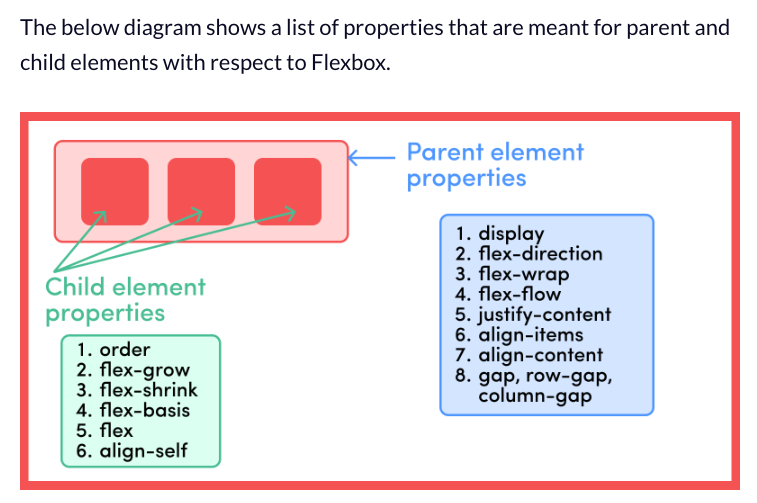 The below diagram shows a list of properties that are meant for parent and
child elements with respect to Flexbox.
Parent element
properties
1. display
2. flex-direction
3. flex-wrap
4. flex-flow
5. justify-content
6. align-items
7. align-content
8. gap, row-gap,
column-gap
Child element
properties
1. order
2. flex-grow
3. flex-shrink
4. flex-basis
5. flex
6. align-self